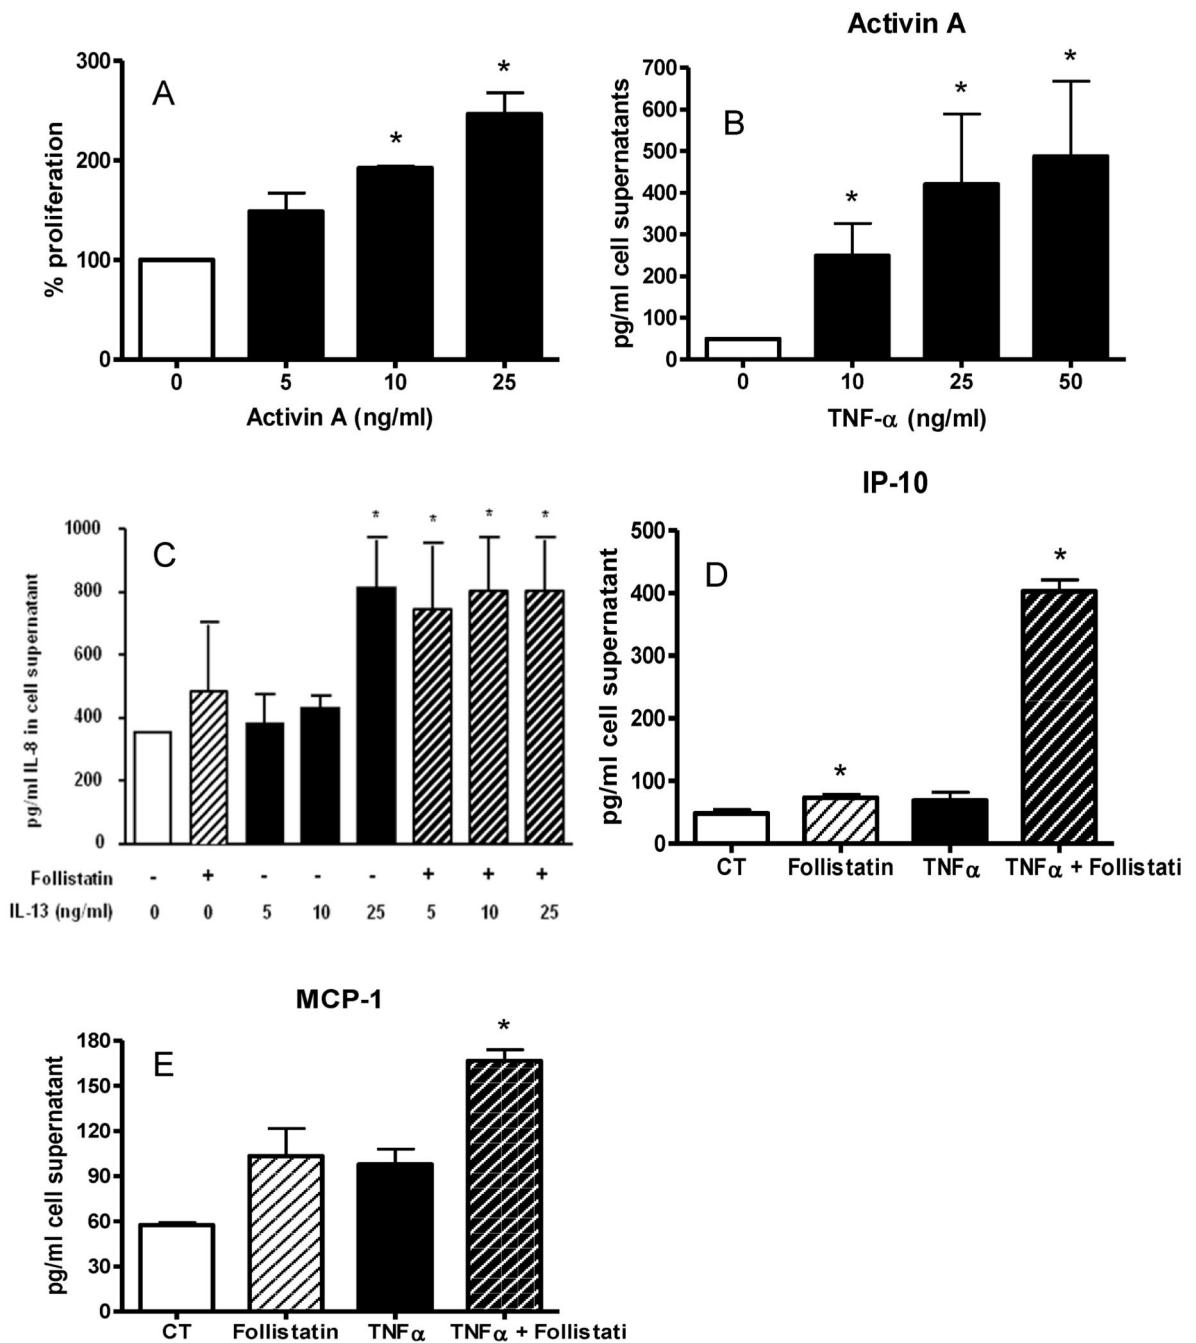 A
300
200
100
0
% proliferation
*
*
0 5 10 25
Activin A (ng/ml)
Activin A
B
700
600
500
400
300
200
100
0
pg/ml cell supernatants
*
*
*
0 10 25 50
TNF-α (ng/ml)
C
1000
800
600
400
200
0
pg/ml IL-8 in cell supernatant
* * * *
Follistatin - + - - - + + +
IL-13 (ng/ml) 0 0 5 10 25 5 10 25
IP-10
D
500
400
300
200
100
0
pg/ml cell supernatant
*
*
CT Follistatin TNFα TNFα + Follistati
MCP-1
E
180
150
120
90
60
30
0
pg/ml cell supernatant
*
CT Follistatin TNFα TNFα + Follistati